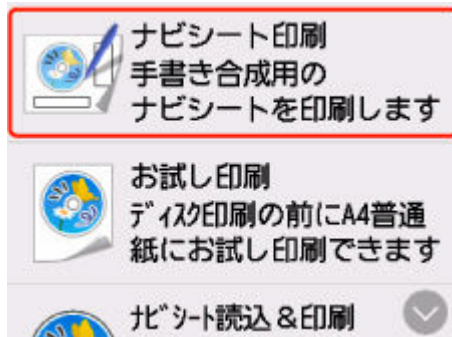 ナビシート印刷
手書き合成用の
ナビシートを印刷します
お試し印刷
ディスク印刷の前にA4普通
紙にお試し印刷できます
ナビシート読込&印刷